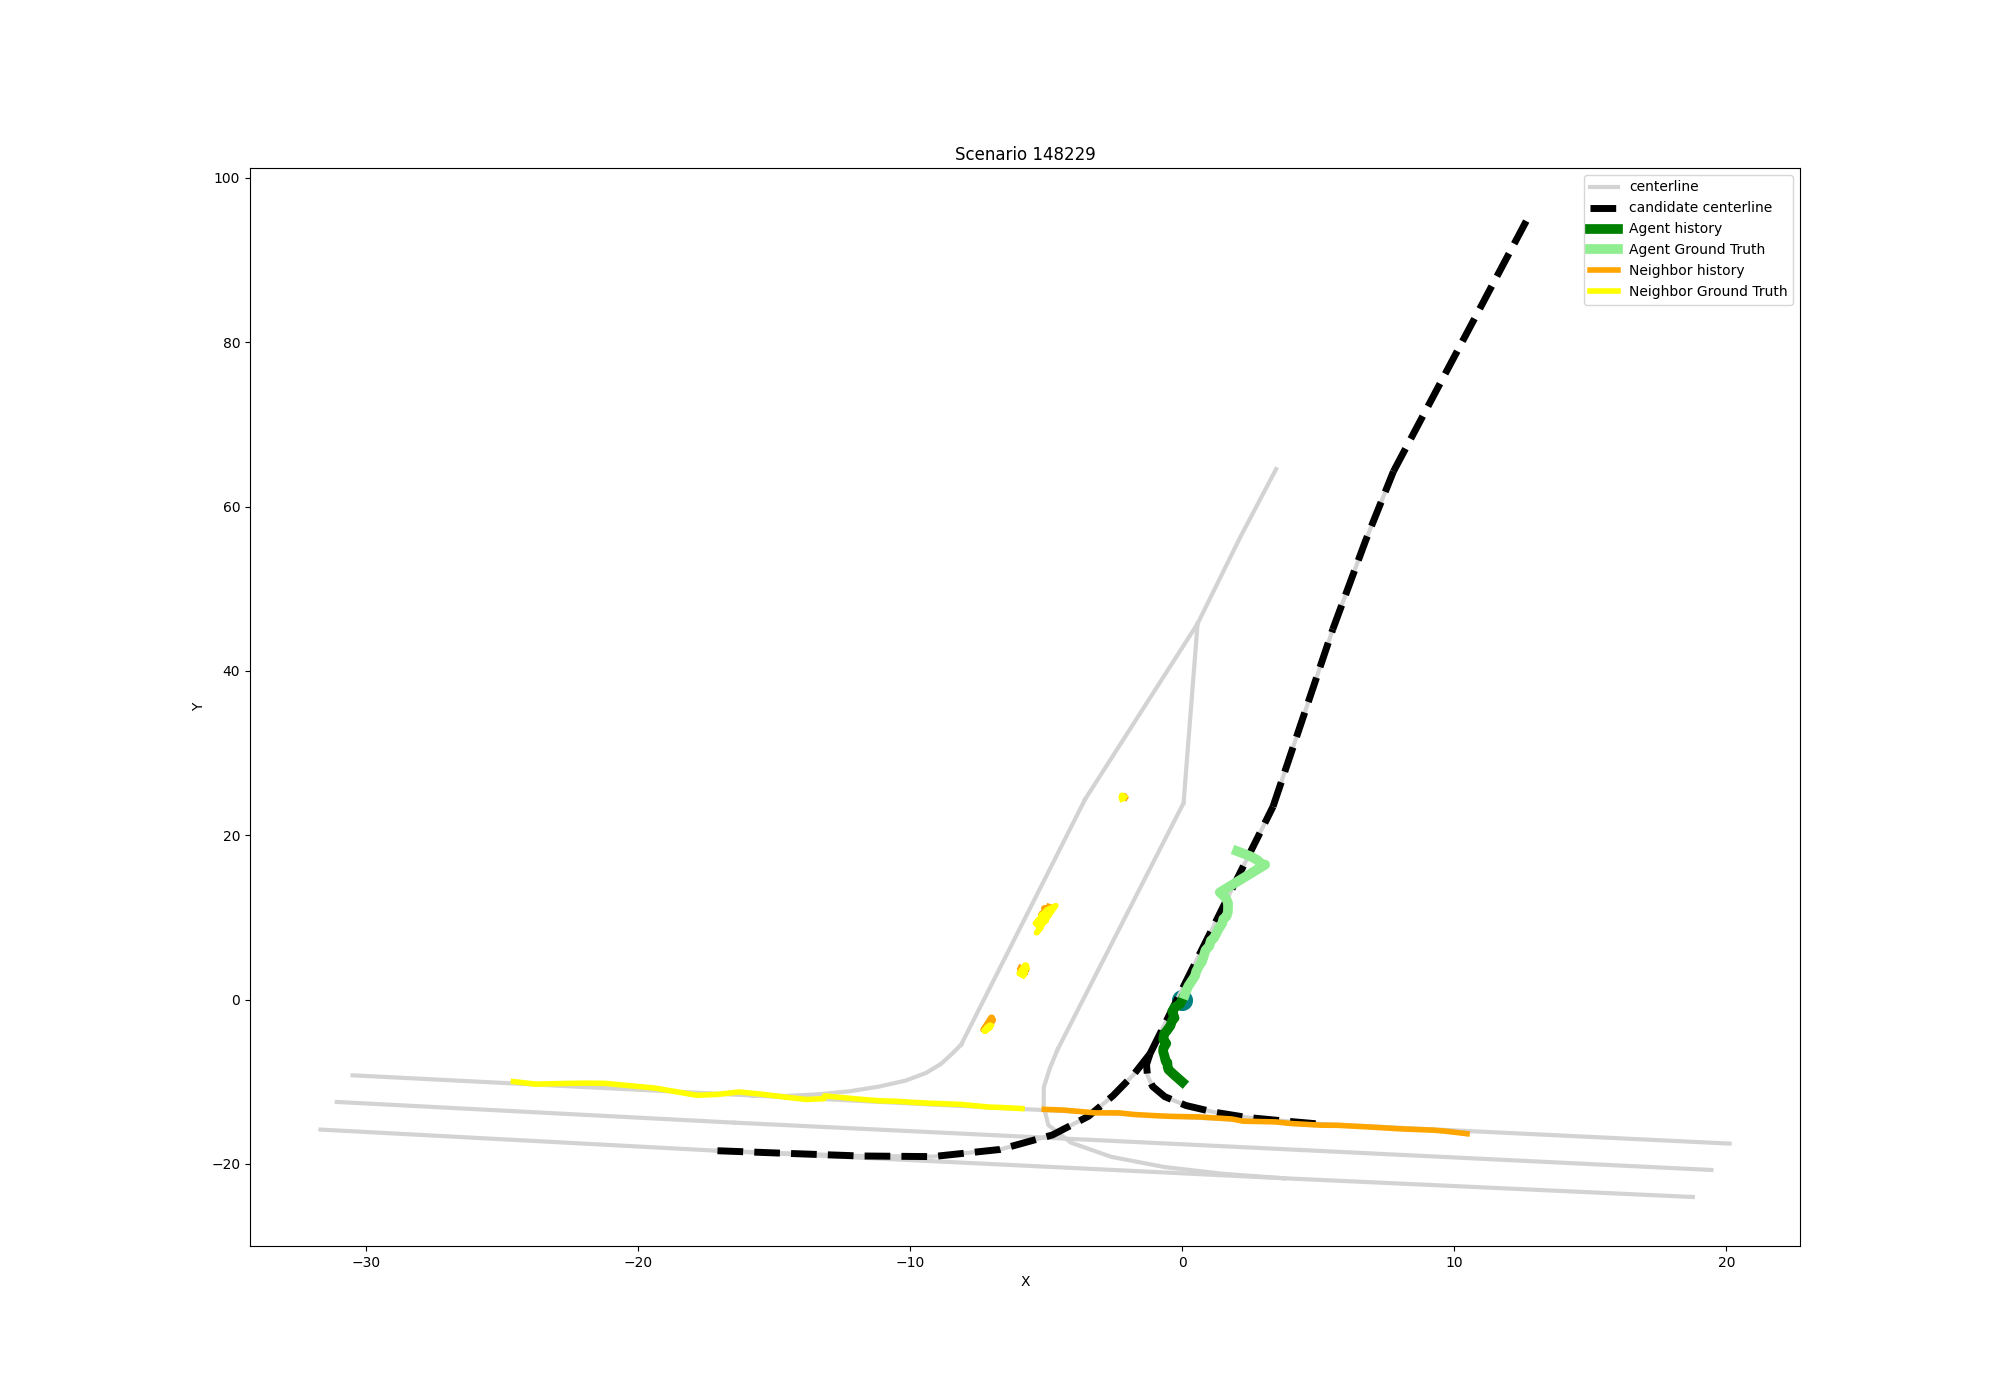 Scenario 148229
centerline
candidate centerline
Agent history
Agent Ground Truth
Neighbor history
Neighbor Ground Truth
100
80
60
40
20
0
−20
Y
−30
−20
−10
0
10
20
X